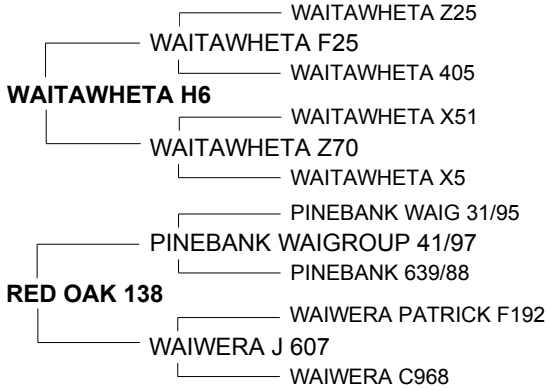 WAITAWHETA Z25
WAITAWHETA F25
WAITAWHETA 405
WAITAWHETA H6
WAITAWHETA X51
WAITAWHETA Z70
WAITAWHETA X5
PINEBANK WAIG 31/95
PINEBANK WAIGROUP 41/97
PINEBANK 639/88
RED OAK 138
WAIWERA PATRICK F192
WAIWERA J 607
WAIWERA C968